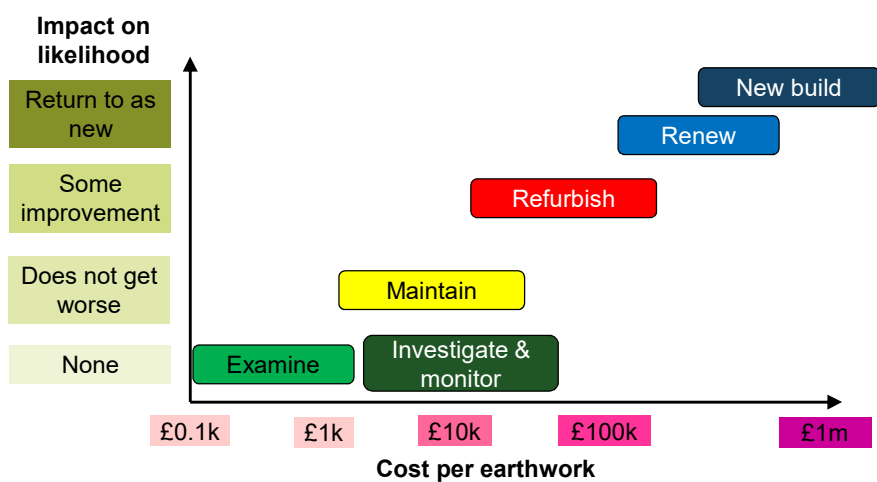 Impact on
likelihood
Return to as
new
New build
Renew
Some
improvement
Refurbish
Does not get
worse
Maintain
None
Examine
Investigate &
monitor
£0.1k
£1k
£10k
£100k
£1m
Cost per earthwork